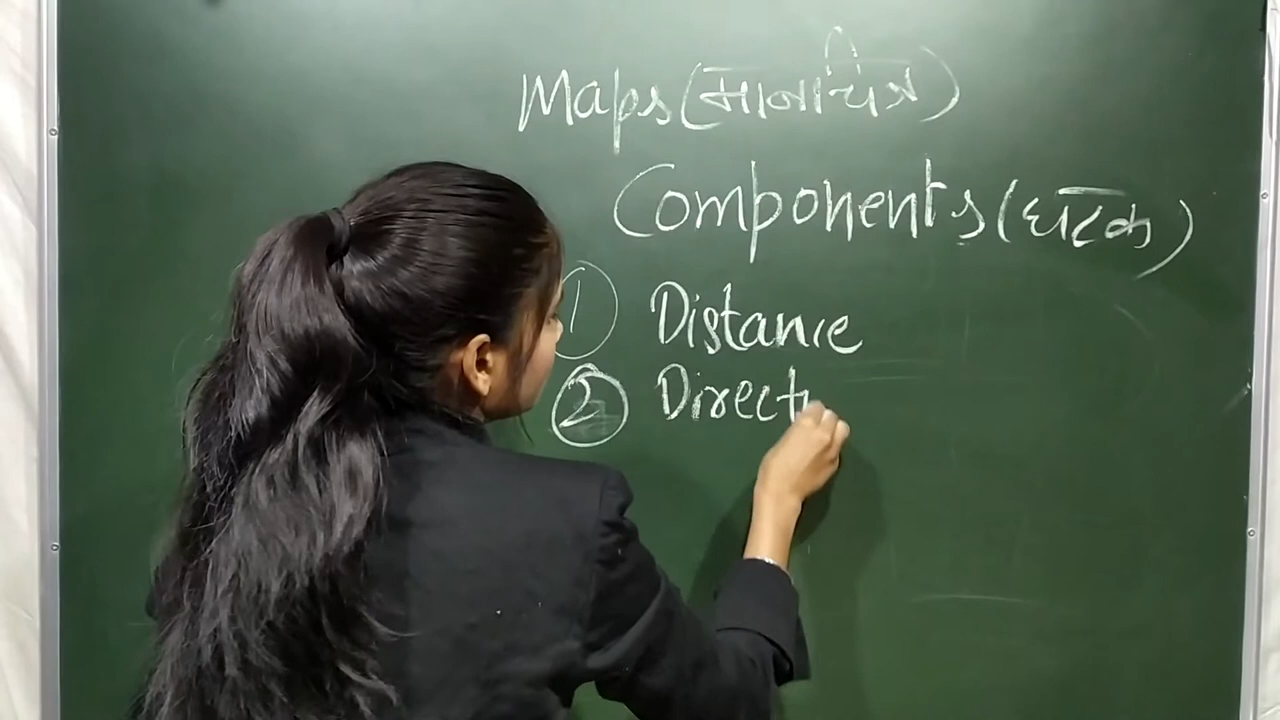 Maps (मानचित्र)
Components (घटक)
① Distance
② Direct